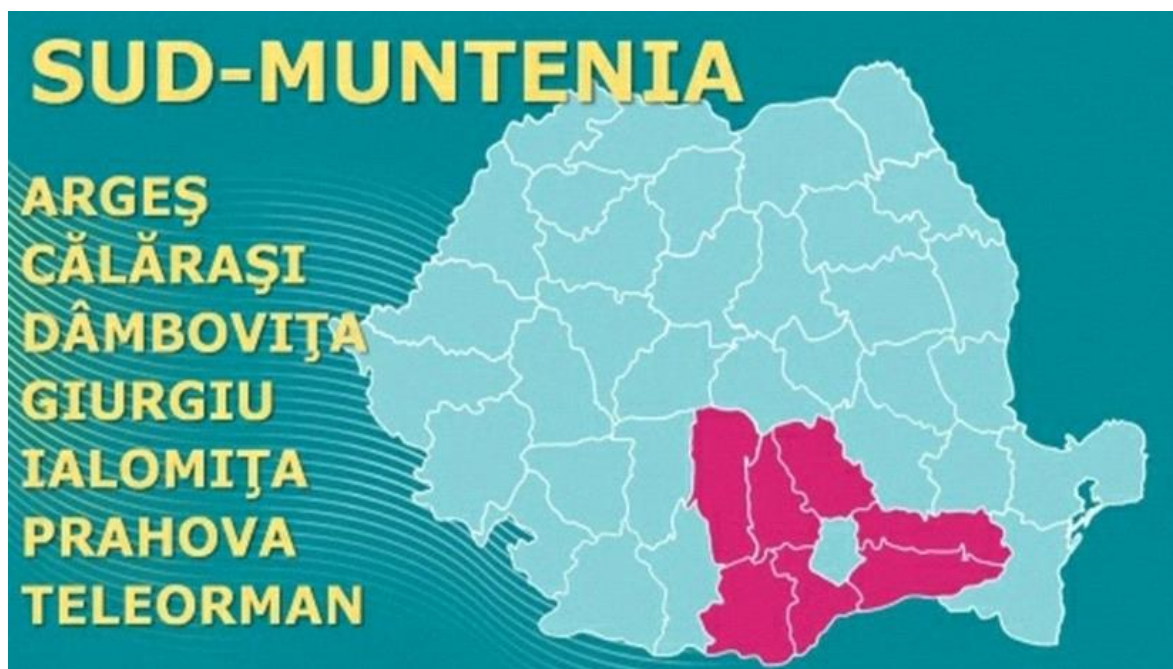 SUD-MUNTENIA
ARGEŞ
CĂLĂRAŞI
DÂMBOVIŢA
GIURGIU
IALOMIŢA
PRAHOVA
TELEORMAN